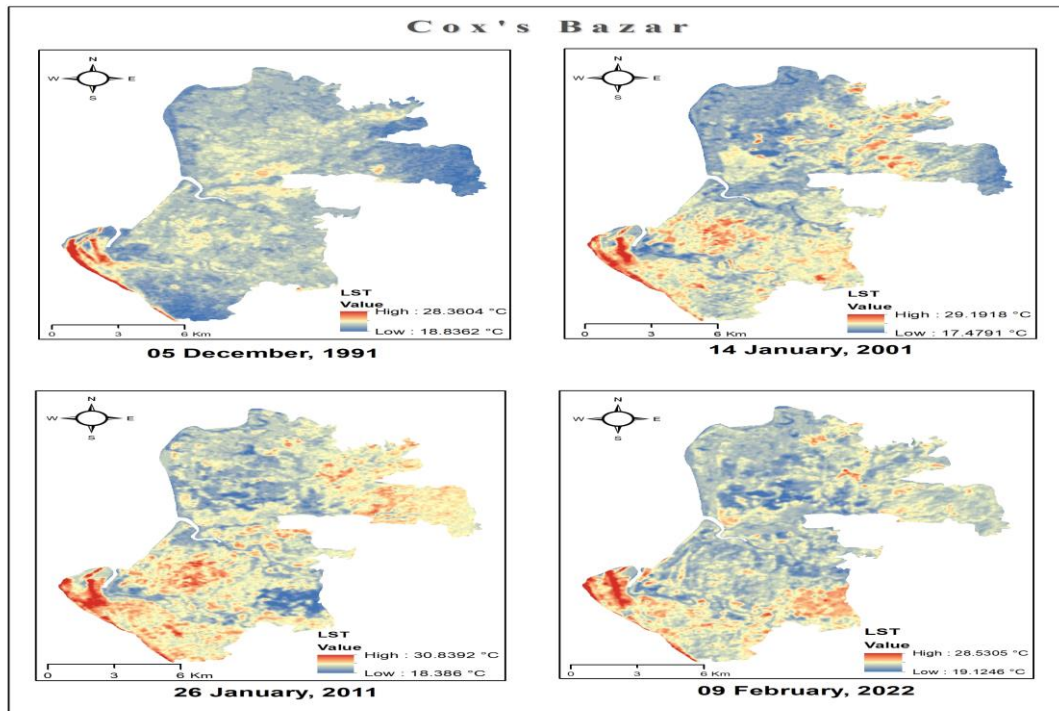 Cox's Bazar
N
W E
S
LST
Value
High : 28.3604 °C
Low : 18.8362 °C
0 3 6 Km
05 December, 1991
N
W E
S
LST
Value
High : 29.1918 °C
Low : 17.4791 °C
0 3 6 Km
14 January, 2001
N
W E
S
LST
Value
High : 30.8392 °C
Low : 18.386 °C
0 3 6 Km
26 January, 2011
N
W E
S
LST
Value
High : 28.5305 °C
Low : 19.1246 °C
0 3 6 Km
09 February, 2022